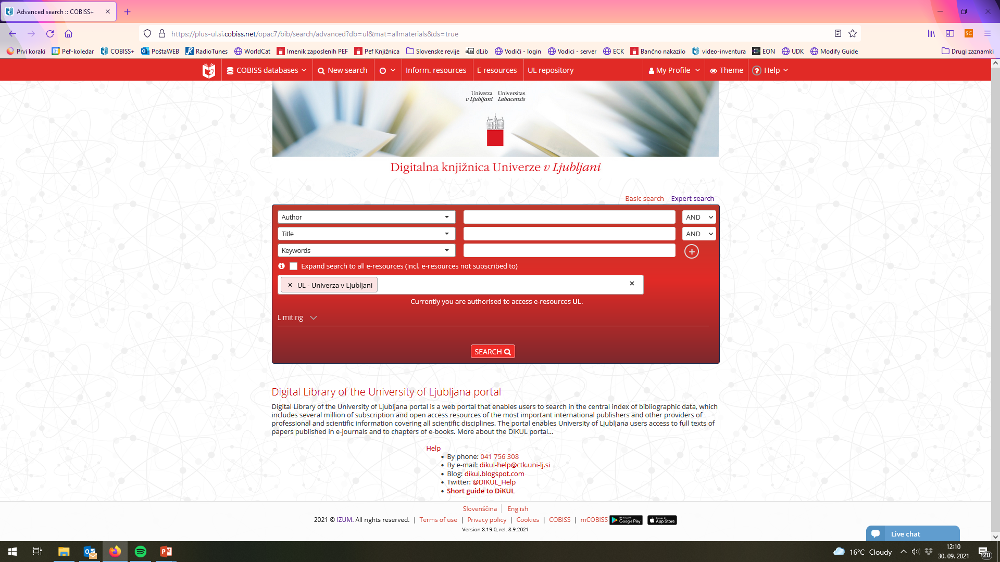 Advanced search :: COBISS+
https://plus-ul.si.cobiss.net/opac7/bib/search/advanced?db=ul&mat=allmaterials&ds=true
SC
Prvi koraki 31 Pef-koledar COBISS+ PoštaWEB RadioTunes WorldCat Imenik zaposlenih PEF Pef Knjižnica Slovenske revije dLib Vodiči - login Vodici - server ECK Bančno nakazilo video-inventura EON UDK Modify Guide Drugi zaznamki
COBISS databases New search Inform. resources E-resources UL repository My Profile Theme Help
Univerza Universitas
v Ljubljani Labacensis
Digitalna knjižnica Univerze v Ljubljani
Basic search Expert search
Author AND
Title AND
Keywords
Expand search to all e-resources (incl. e-resources not subscribed to)
× UL - Univerza v Ljubljani ×
Currently you are authorised to access e-resources UL.
Limiting
SEARCH
Digital Library of the University of Ljubljana portal
Digital Library of the University of Ljubljana portal is a web portal that enables users to search in the central index of bibliographic data, which
includes several million of subscription and open access resources of the most important international publishers and other providers of
professional and scientific information covering all scientific disciplines. The portal enables University of Ljubljana users access to full texts of
papers published in e-journals and to chapters of e-books. More about the DiKUL portal...
Help
• By phone: 041 756 308
• By e-mail: dikul-help@ctk.uni-lj.si
• Blog: dikul.blogspot.com
• Twitter: @DIKUL_Help
• Short guide to DiKUL
Slovenščina English
2021 © IZUM. All rights reserved. | Terms of use | Privacy policy | Cookies | COBISS | mCOBISS Google Play App Store
Version 8.19.0, rel. 8.9.2021
Live chat
16°C Cloudy
12:10
30. 09. 2021
20